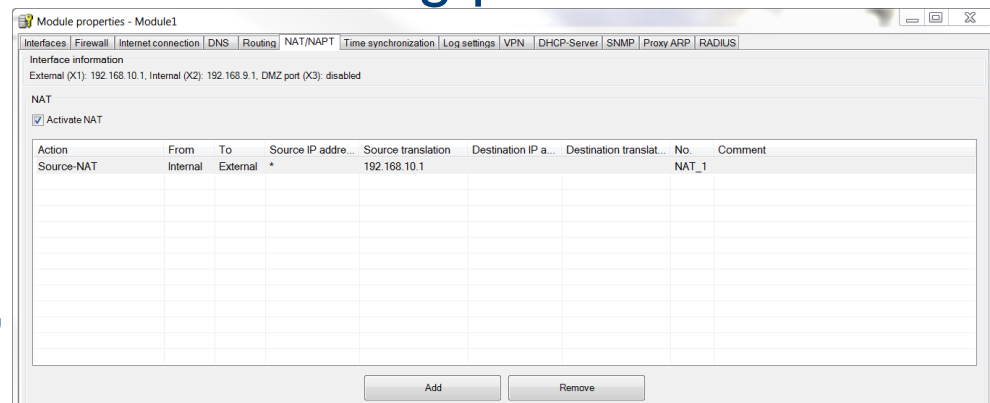 Module properties - Module1
Interfaces Firewall Internet connection DNS Routing NAT/NAPT Time synchronization Log settings VPN DHCP-Server SNMP Proxy ARP RADIUS
Interface information
External (X1): 192.168.10.1, Internal (X2): 192.168.9.1, DMZ port (X3): disabled
NAT
Activate NAT
Action From To Source IP addre... Source translation Destination IP a... Destination translat... No. Comment
Source-NAT Internal External * 192.168.10.1 NAT_1
Add Remove